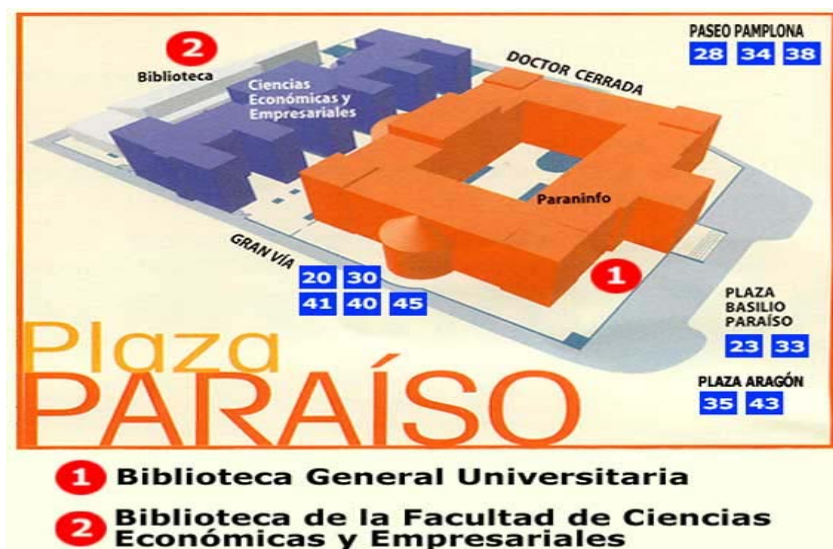 2
Biblioteca
Ciencias
Económicas y
Empresariales
DOCTOR CERRADA
PASEO PAMPLONA
28 34 38
Paraninfo
1
GRAN VÍA
20 30
41 40 45
PLAZA
BASILIO
PARAÍSO
23 33
PLAZA ARAGÓN
35 43
Plaza
PARAÍSO
1 Biblioteca General Universitaria
2 Biblioteca de la Facultad de Ciencias
Económicas y Empresariales